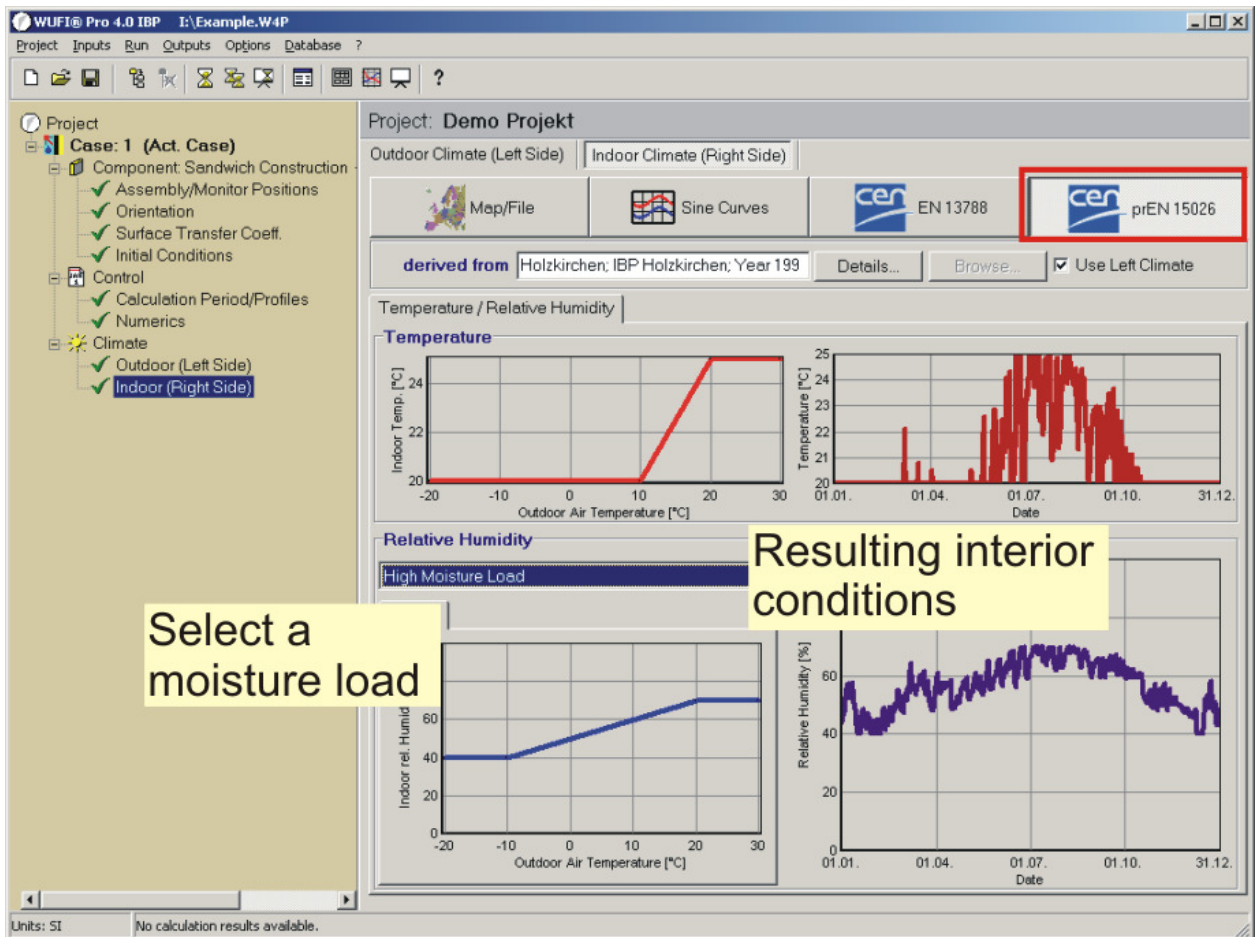 WUFI® Pro 4.0 IBP I:\Example.W4P
Project Inputs Run Outputs Options Database ?
?
Project
Case: 1 (Act. Case)
Component: Sandwich Construction -
Assembly/Monitor Positions
Orientation
Surface Transfer Coeff.
Initial Conditions
Control
Calculation Period/Profiles
Numerics
Climate
Outdoor (Left Side)
Indoor (Right Side)
Project: Demo Projekt
Outdoor Climate (Left Side) Indoor Climate (Right Side)
Map/File Sine Curves cen EN 13788 cen prEN 15026
derived from Holzkirchen; IBP Holzkirchen; Year 199 Details... Browse... Use Left Climate
Temperature / Relative Humidity
Temperature
Indoor Temp. [°C]
24
22
20
-20 -10 0 10 20 30
Outdoor Air Temperature [°C]
Temperature [°C]
25
24
23
22
21
20
01.01. 01.04. 01.07. 01.10. 31.12.
Date
Relative Humidity
High Moisture Load
Select a
moisture load
Resulting interior
conditions
Indoor rel. Humid
60
40
20
0
-20 -10 0 10 20 30
Outdoor Air Temperature [°C]
Relative Humidity [%]
60
40
20
0
01.01. 01.04. 01.07. 01.10. 31.12.
Date
Units: SI No calculation results available.